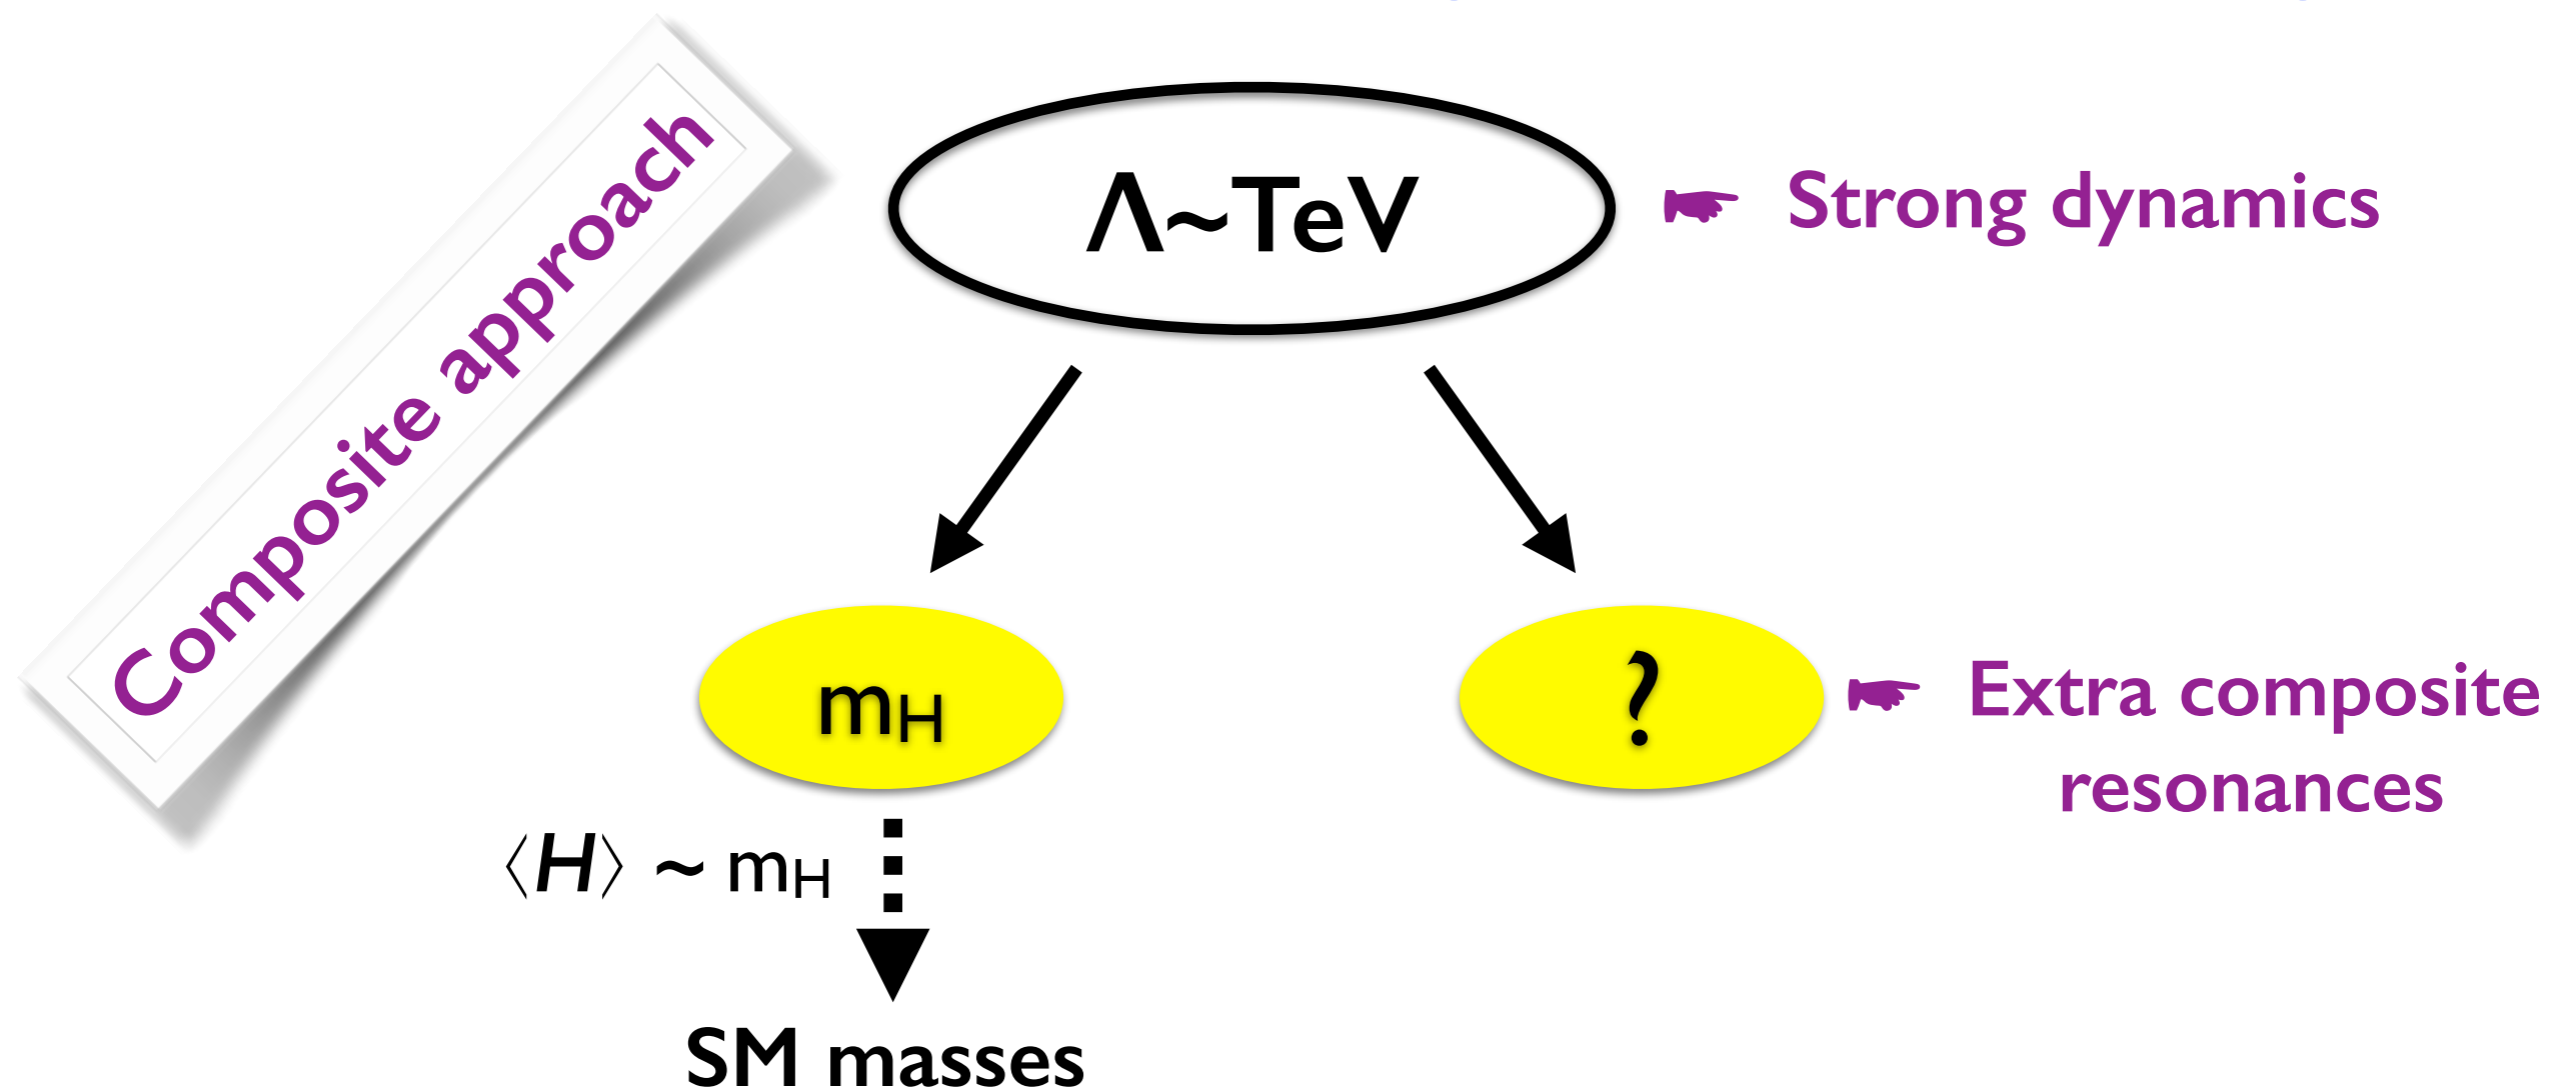 Composite approach
Λ~TeV
☛ Strong dynamics
mH
?
☛ Extra composite
resonances
⟨H⟩ ~ mH
SM masses